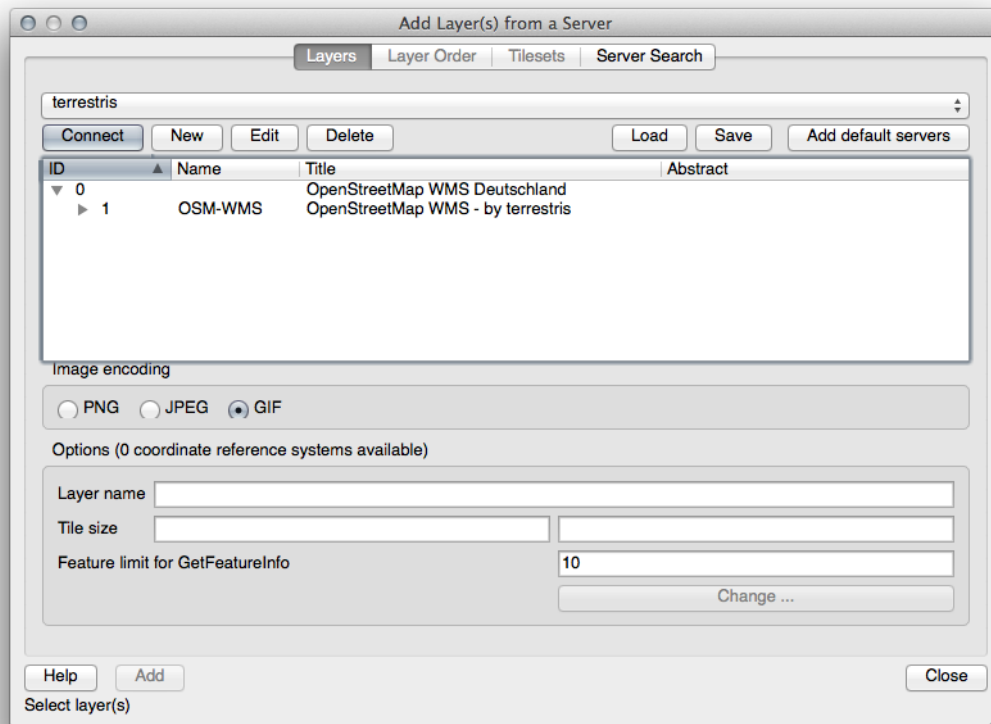 Add Layer(s) from a Server
Layers Layer Order Tilesets Server Search
terrestris
Connect New Edit Delete Load Save Add default servers
ID Name Title Abstract
0 OpenStreetMap WMS Deutschland
1 OSM-WMS OpenStreetMap WMS - by terrestris
Image encoding
PNG JPEG GIF
Options (0 coordinate reference systems available)
Layer name
Tile size
Feature limit for GetFeatureInfo 10
Change ...
Help Add Close
Select layer(s)